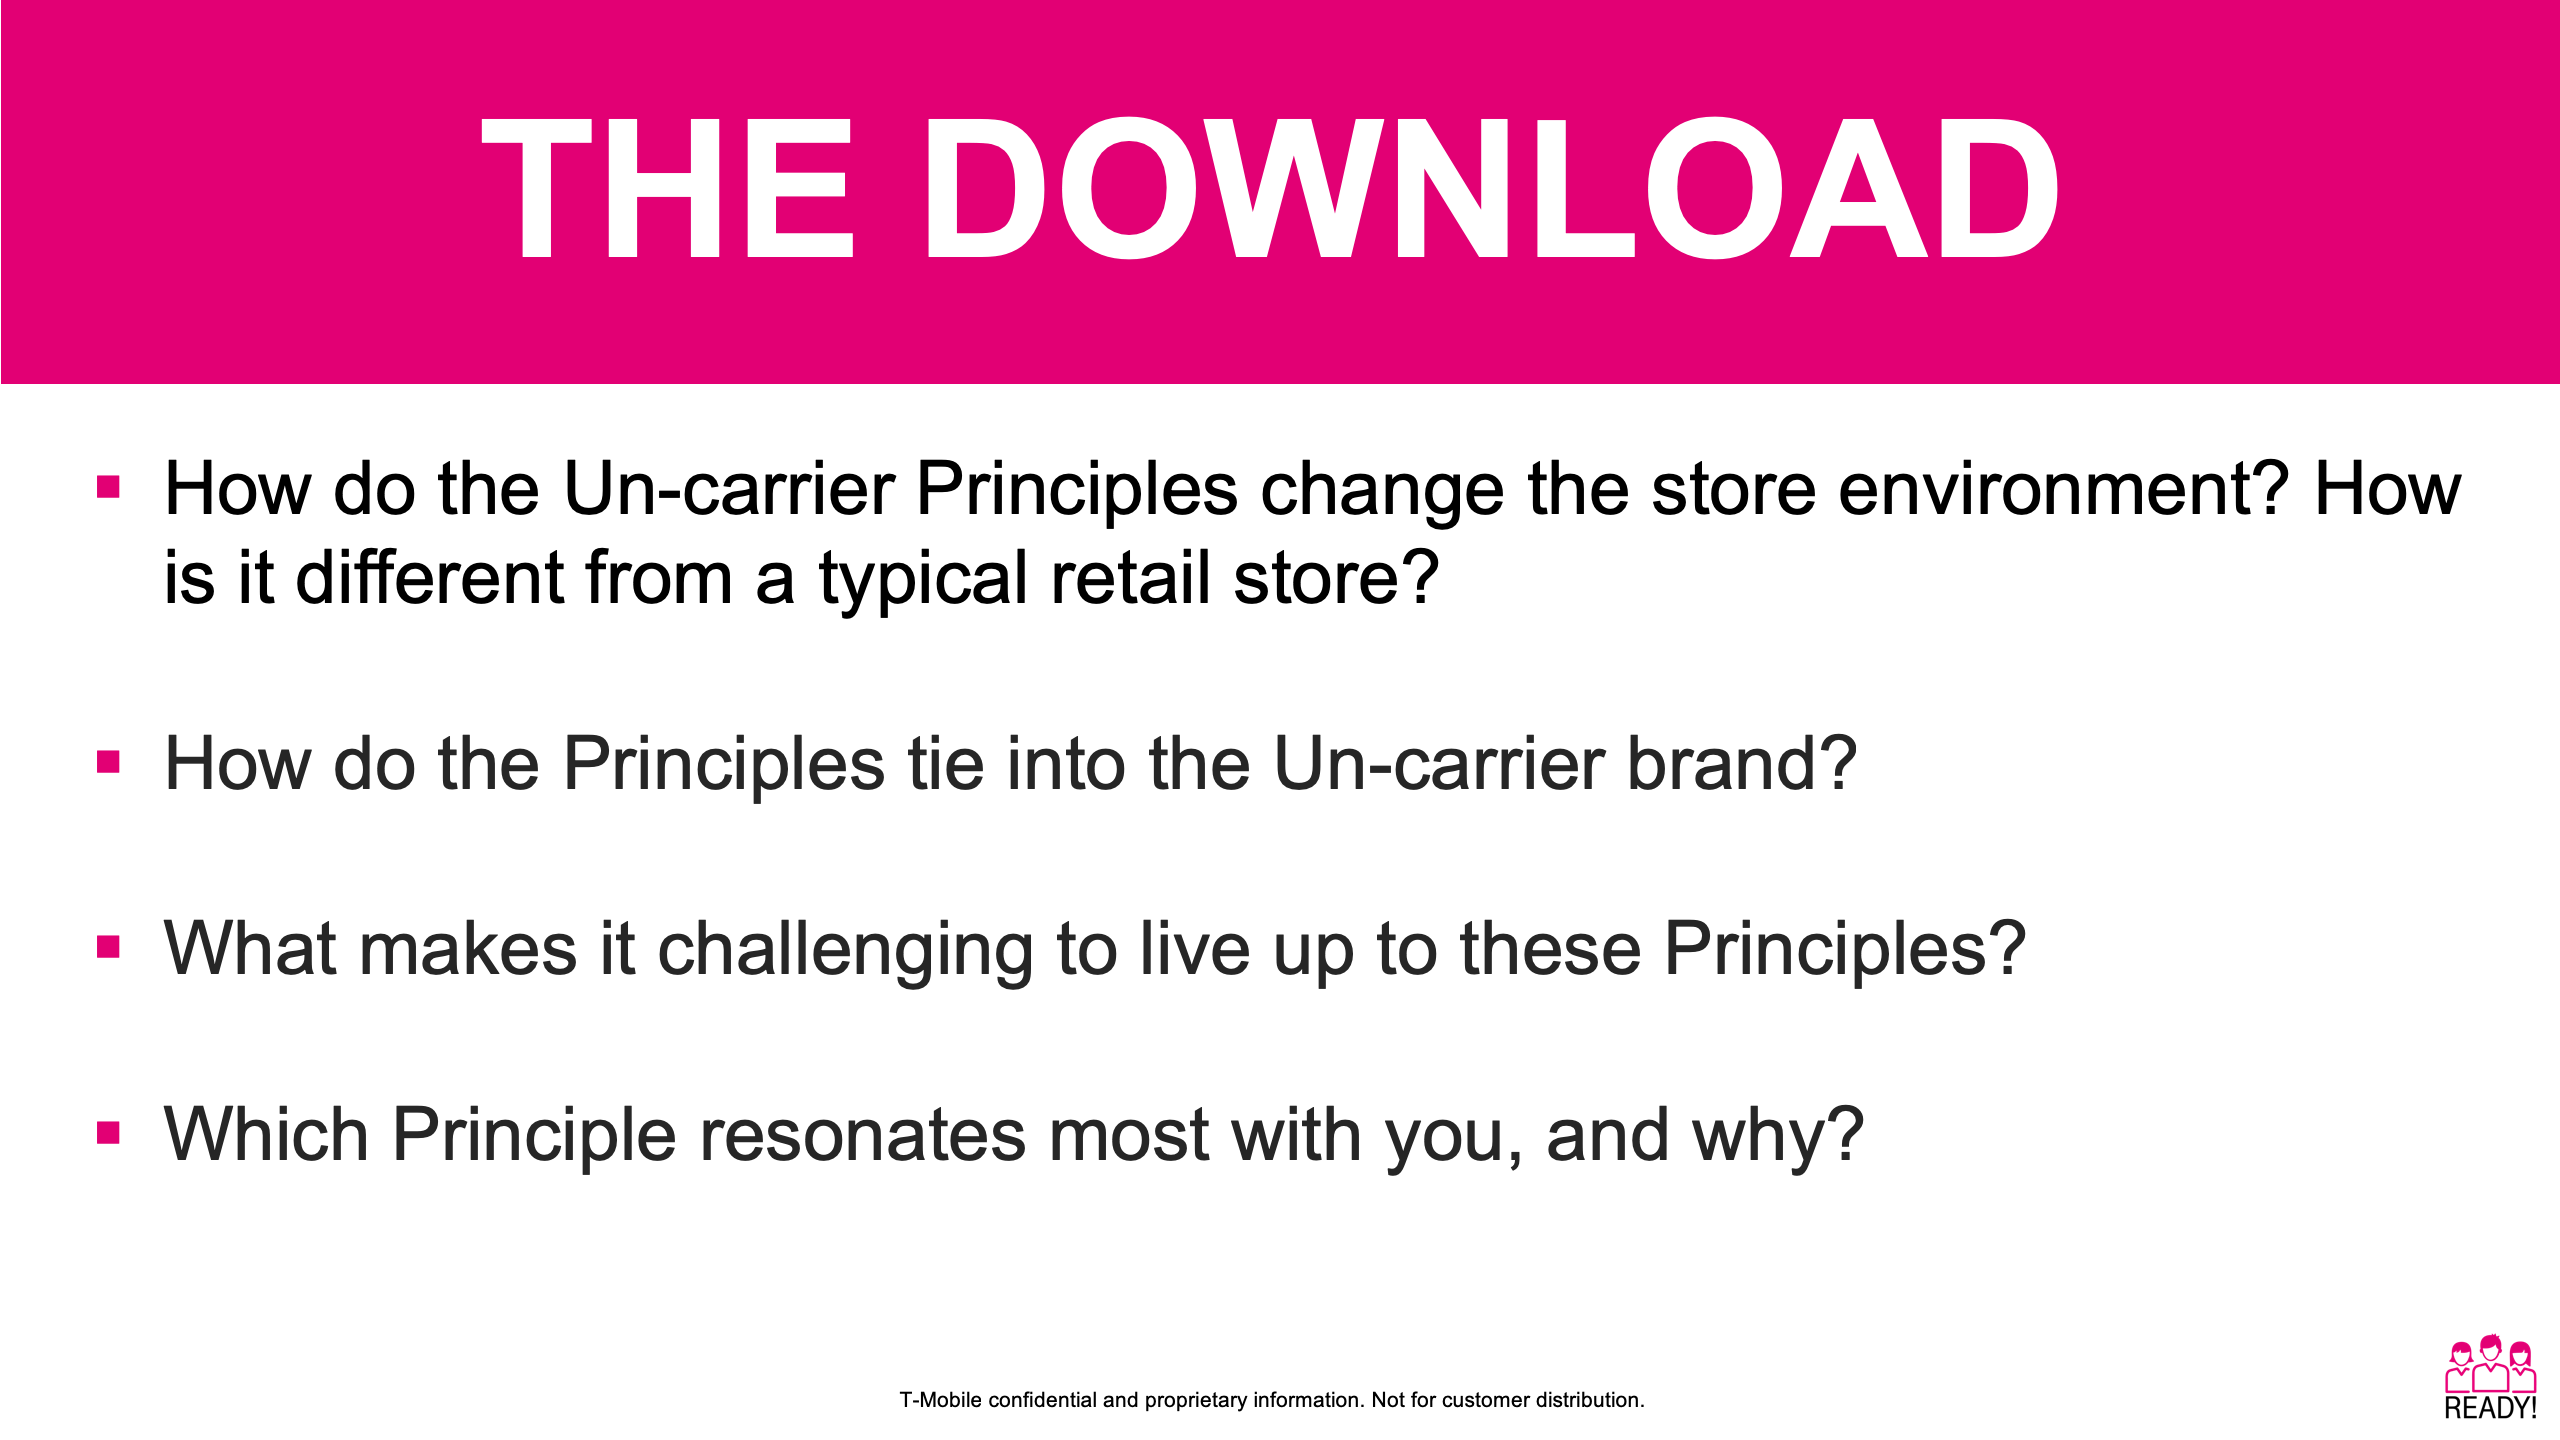 THE DOWNLOAD
How do the Un-carrier Principles change the store environment? How
is it different from a typical retail store?
How do the Principles tie into the Un-carrier brand?
What makes it challenging to live up to these Principles?
Which Principle resonates most with you, and why?
T-Mobile confidential and proprietary information. Not for customer distribution.
READY!